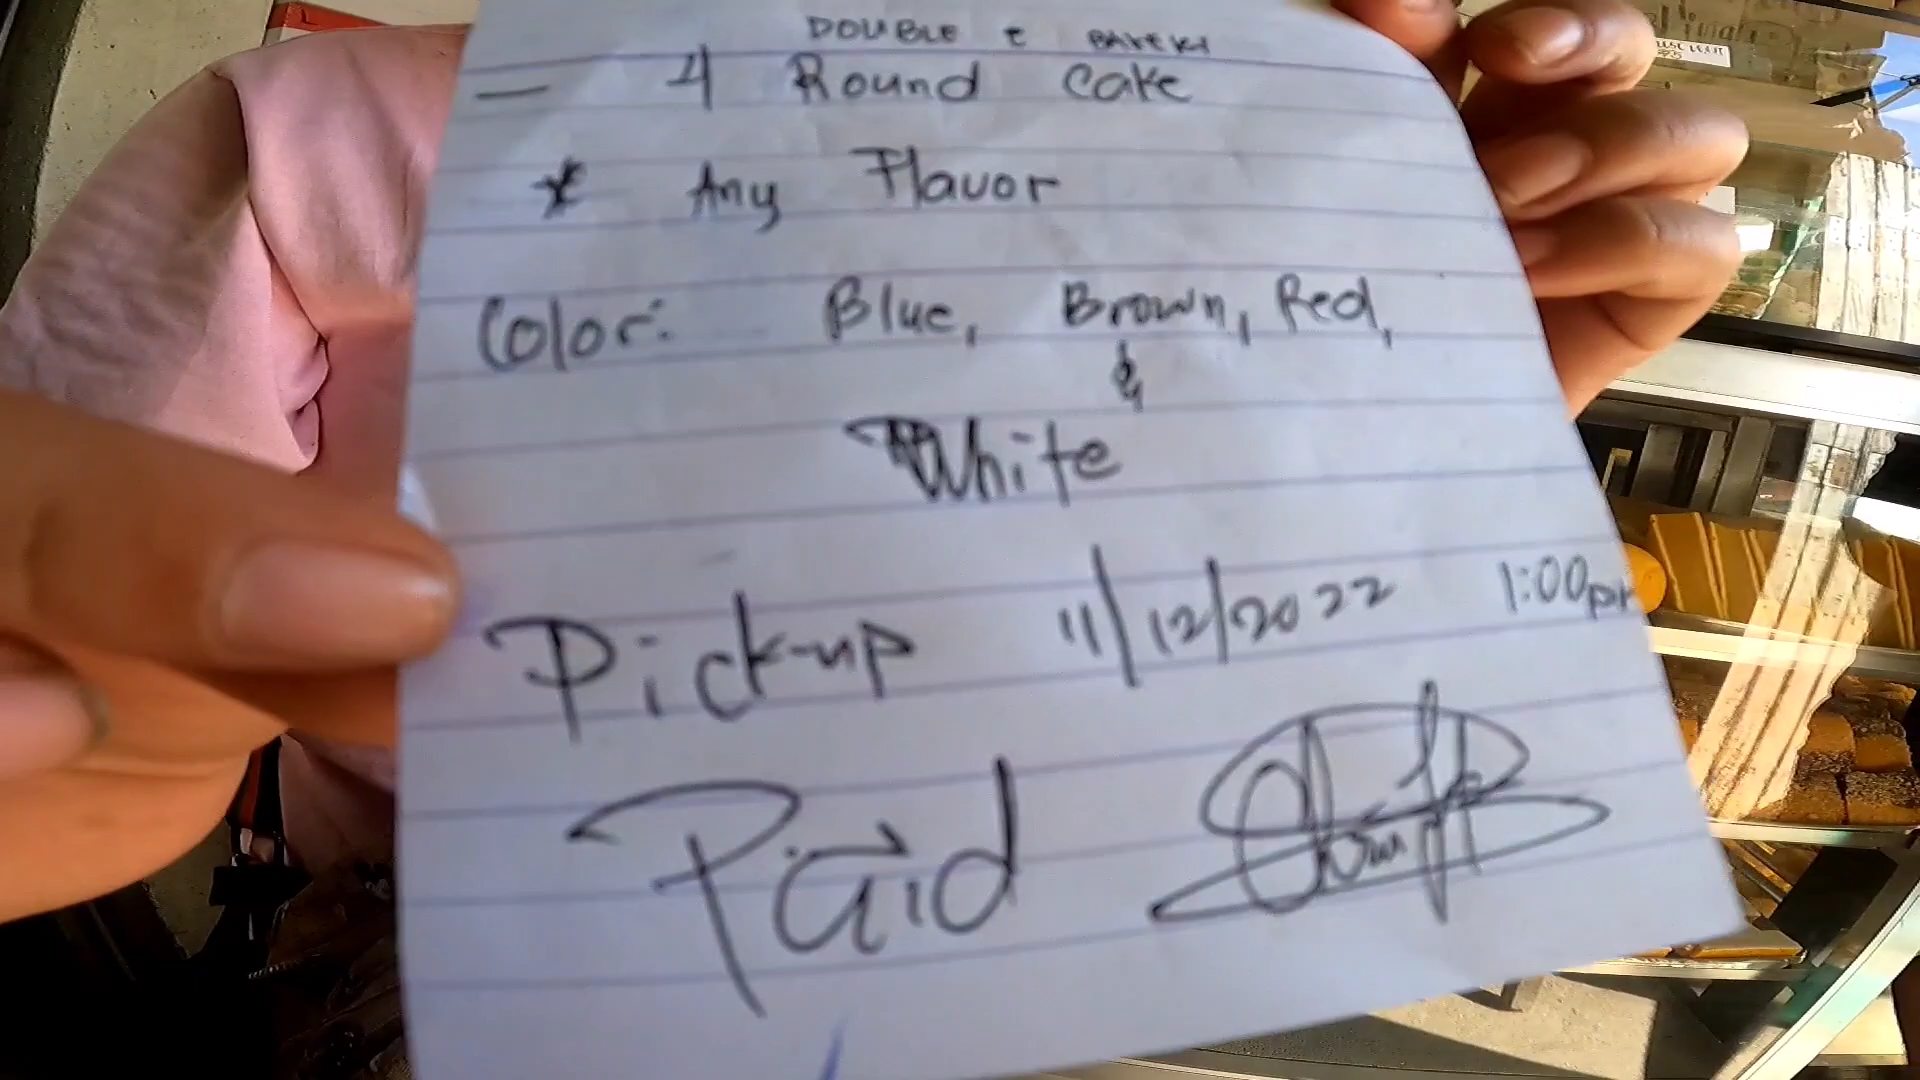 DOUBLE E BAKERY
— 4 Round Cake
* Any Flavor
Color: Blue, Brown, Red,
&
White
Pick-up 11/12/2022 1:00pm
Paid